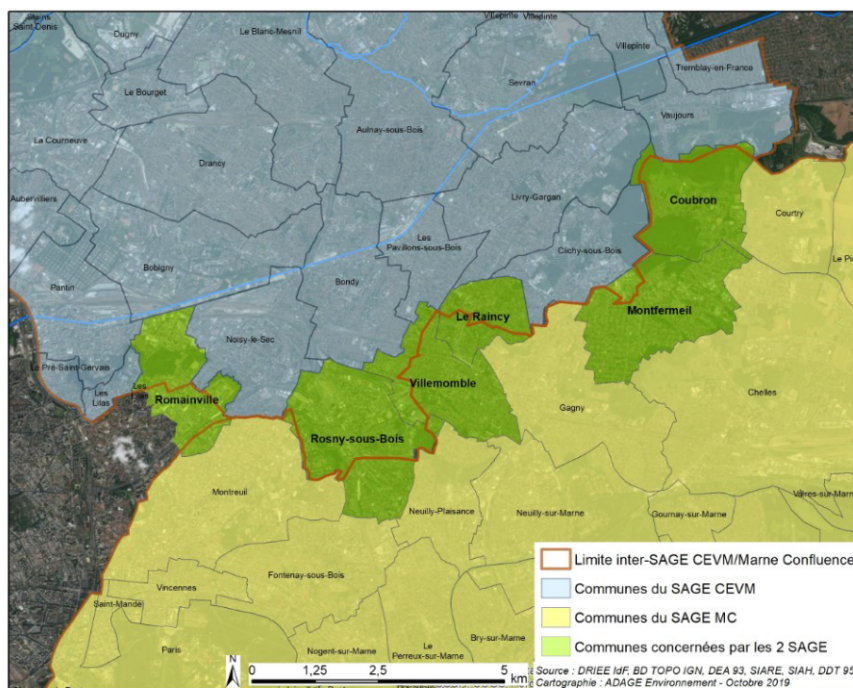 Saint-Denis
Dugny
Le Blanc-Mesnil
Villepinte
Villepinte
Villepinte
Tremblay-en-France
Le Bourget
Sevran
Vaujours
La Courneuve
Aulnay-sous-Bois
Drancy
Aubervilliers
Livry-Gargan
Coubron
Courtry
Les
Pavillons-sous-Bois
Clichy-sous-Bois
Bobigny
Bondy
Pantin
Montfermeil
Le Raincy
Noisy-le-Sec
Le Pré-Saint-Gervais
Villemomble
Les
Lilas
Les
Romainville
Gagny
Chelles
Rosny-sous-Bois
Montreuil
Neuilly-Plaisance
Neuilly-sur-Marne
Gournay-sur-Marne
Vaires-sur-Marne
Fontenay-sous-Bois
Vincennes
Saint-Mandé
Paris
Nogent-sur-Marne
Le
Perreux-sur-Marne
Bry-sur-Marne
Limite inter-SAGE CEVM/Marne Confluence
Communes du SAGE CEVM
Communes du SAGE MC
Communes concernées par les 2 SAGE
N
0 1,25 2,5 5
km
Source : DRIEE IdF, BD TOPO IGN, DEA 93, SIARE, SIAH, DDT 95
Cartographie : ADAGE Environnement - Octobre 2019